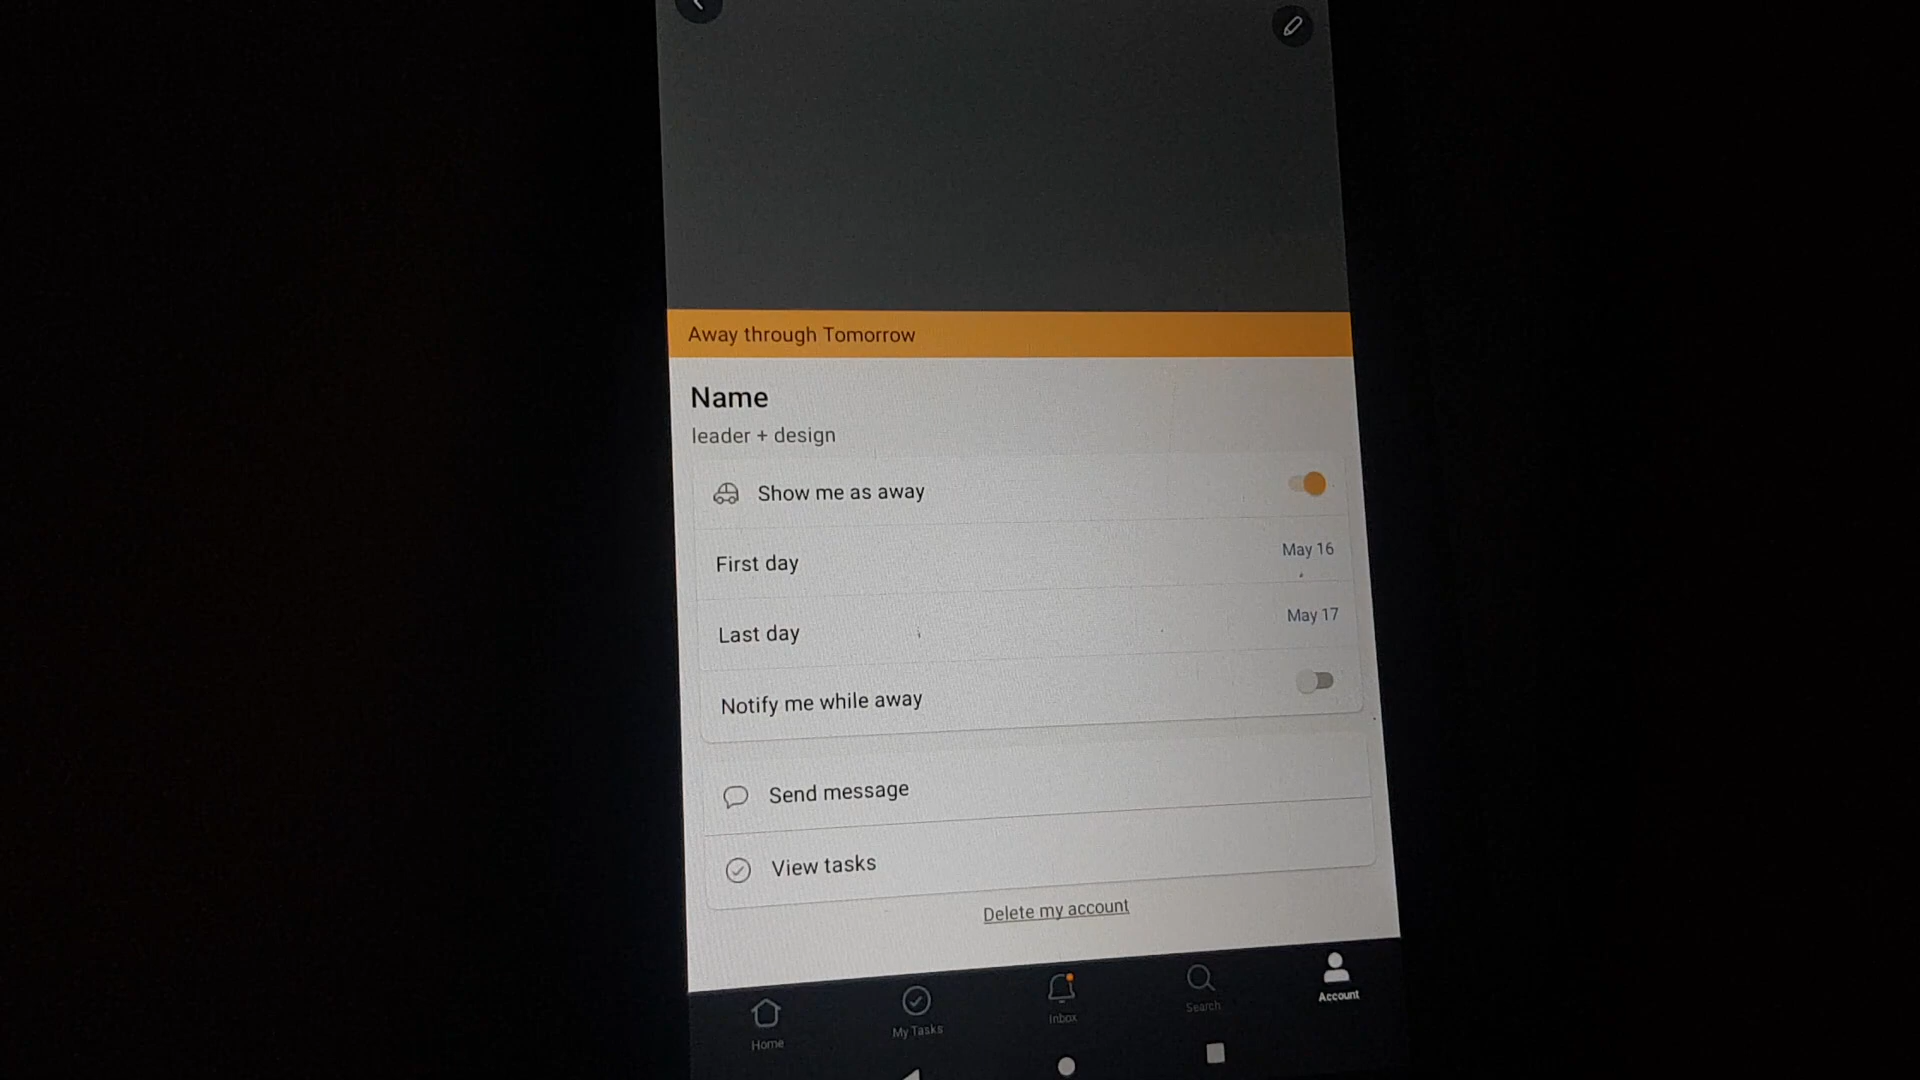 Away through Tomorrow
Name
leader + design
Show me as away
First day
May 16
Last day
May 17
Notify me while away
Send message
View tasks
Delete my account
Home
My Tasks
Inbox
Search
Account